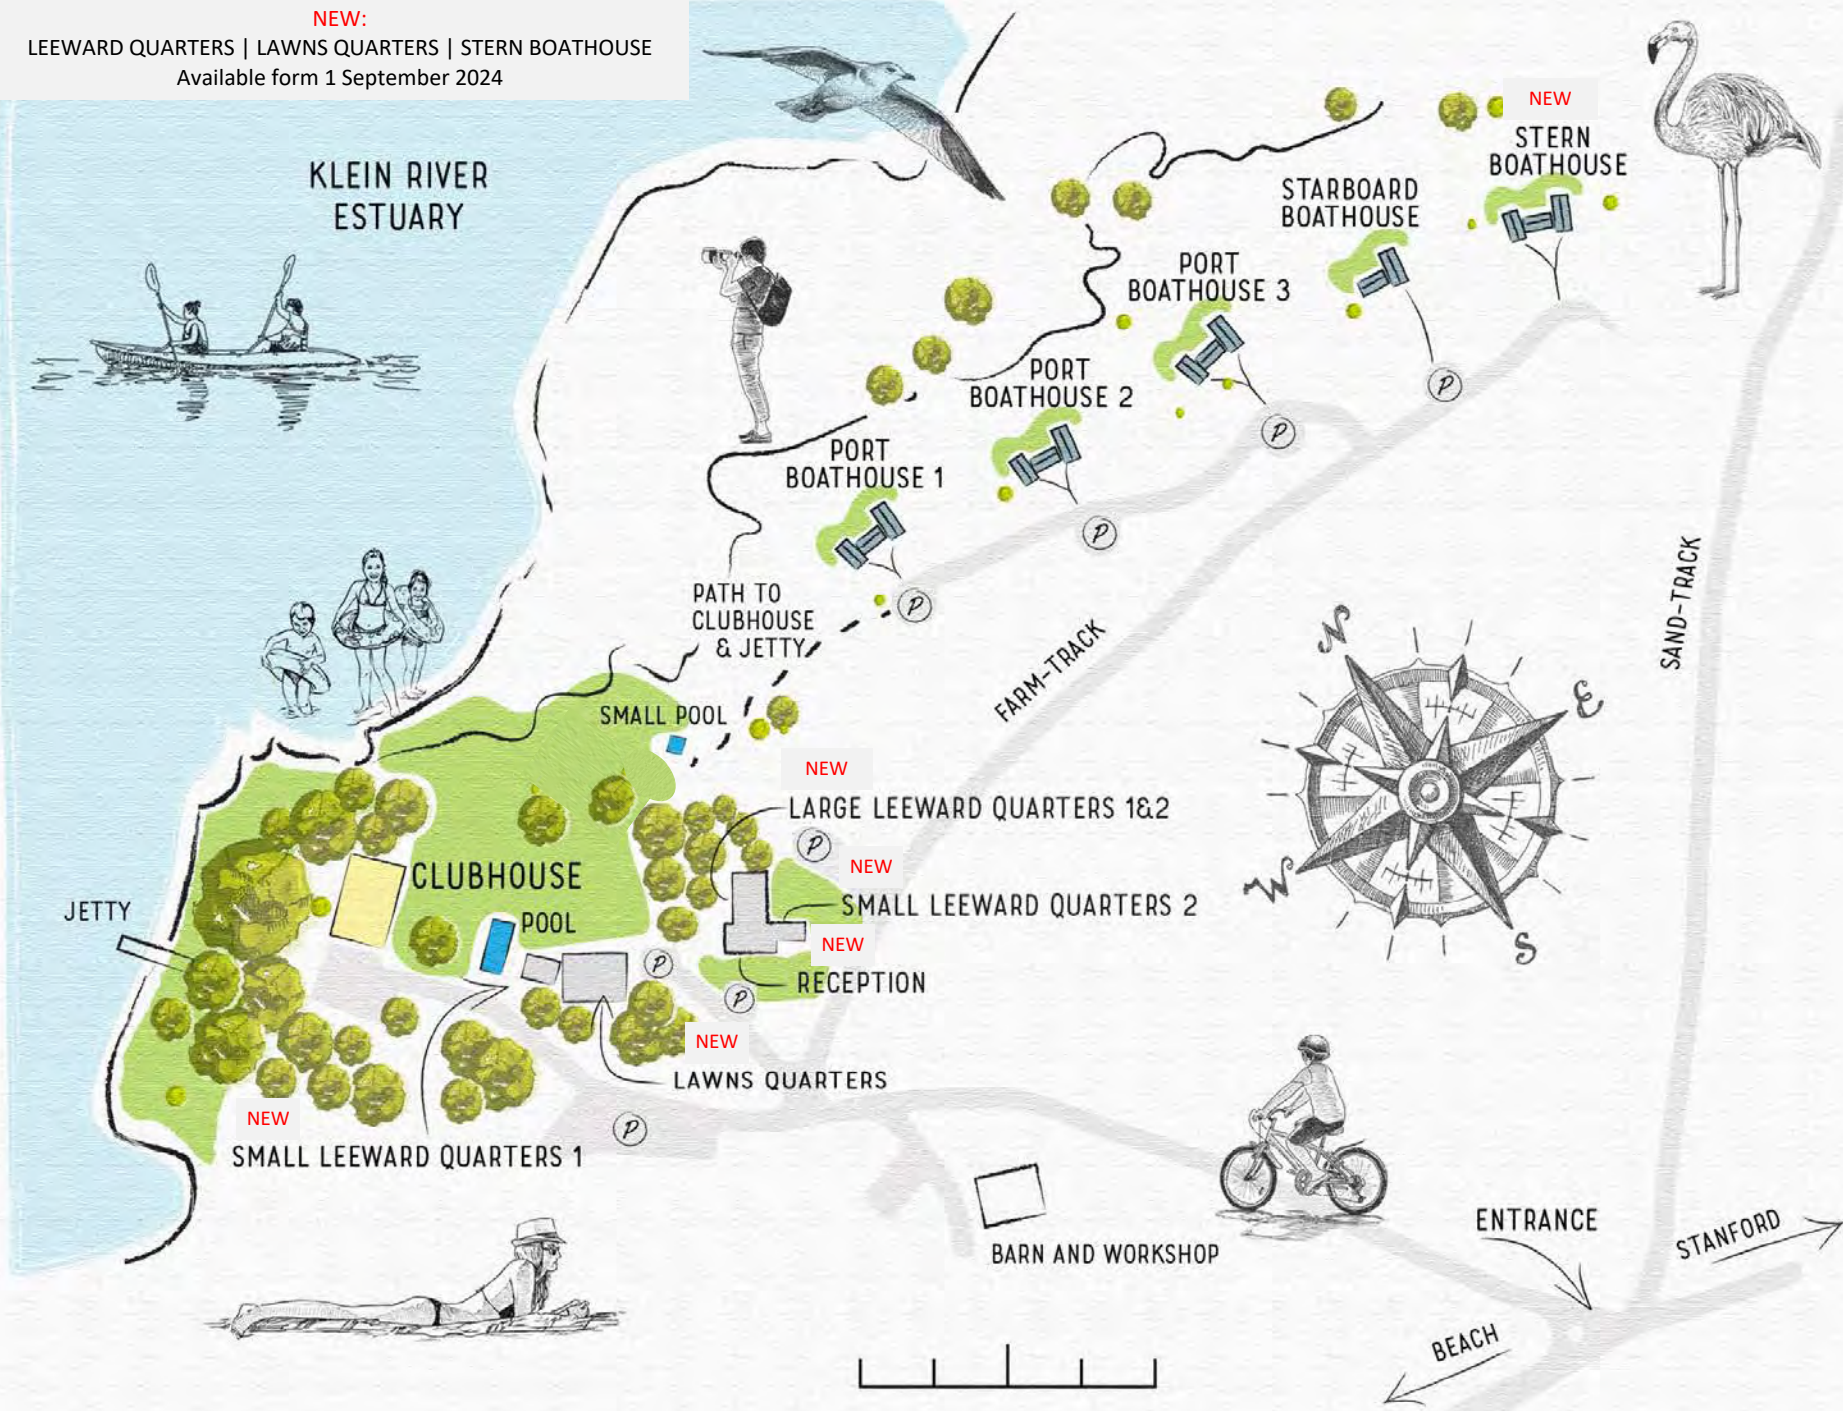 NEW:
LEEWARD QUARTERS | LAWNS QUARTERS | STERN BOATHOUSE
Available form 1 September 2024
KLEIN RIVER
ESTUARY
NEW
STERN
BOATHOUSE
STARBOARD
BOATHOUSE
PORT
BOATHOUSE 3
PORT
BOATHOUSE 2
PORT
BOATHOUSE 1
P
P
P
P
PATH TO
CLUBHOUSE
& JETTY
FARM-TRACK
SAND-TRACK
N
E
W
S
SMALL POOL
NEW
LARGE LEEWARD QUARTERS 1&2
P
NEW
SMALL LEEWARD QUARTERS 2
CLUBHOUSE
POOL
JETTY
NEW
RECEPTION
P
P
NEW
LAWNS QUARTERS
NEW
SMALL LEEWARD QUARTERS 1
P
BARN AND WORKSHOP
ENTRANCE
STANFORD
BEACH